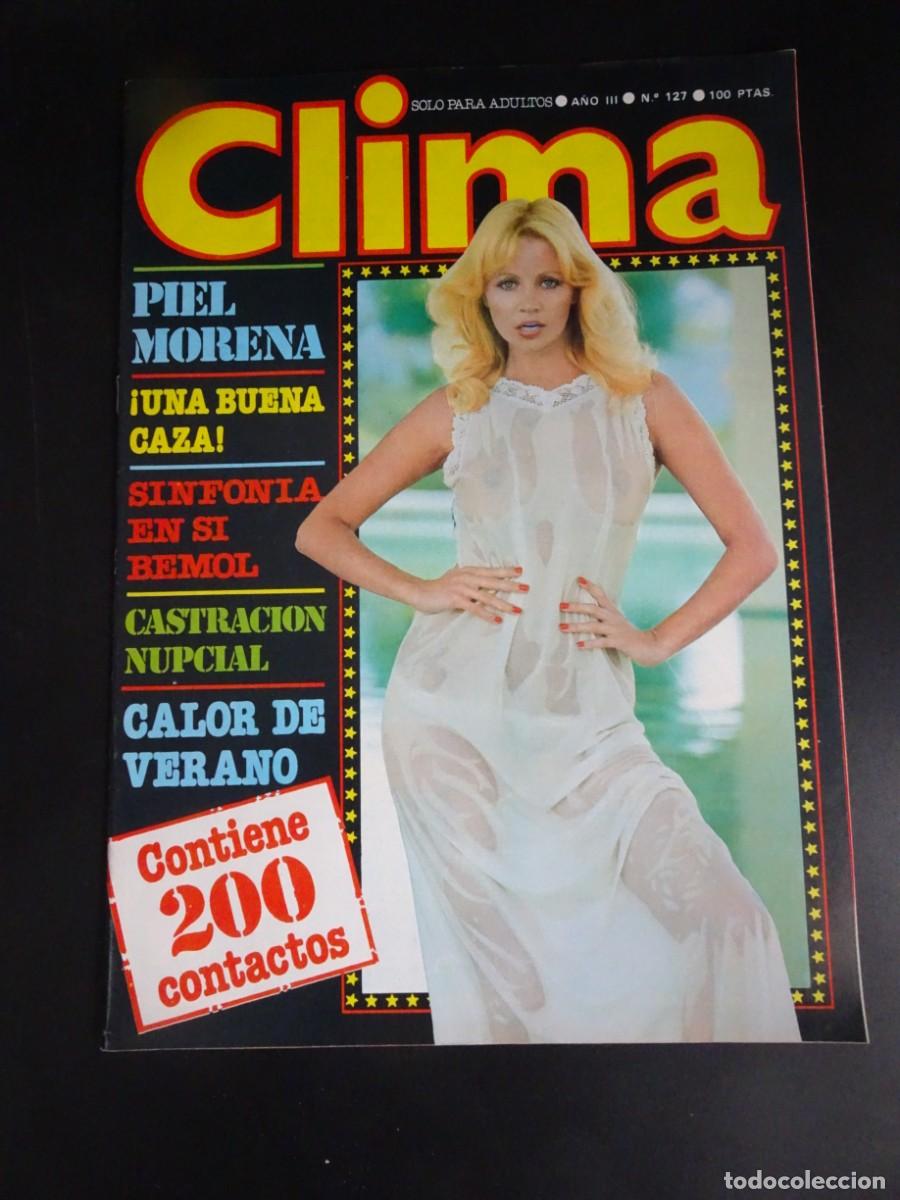 SOLO PARA ADULTOS ● AÑO III ● N.º 127 ● 100 PTAS.
Clima
PIEL
MORENA
¡UNA BUENA
CAZA!
SINFONIA
EN SI
BEMOL
CASTRACION
NUPCIAL
CALOR DE
VERANO
Contiene
200
contactos
todocoleccion